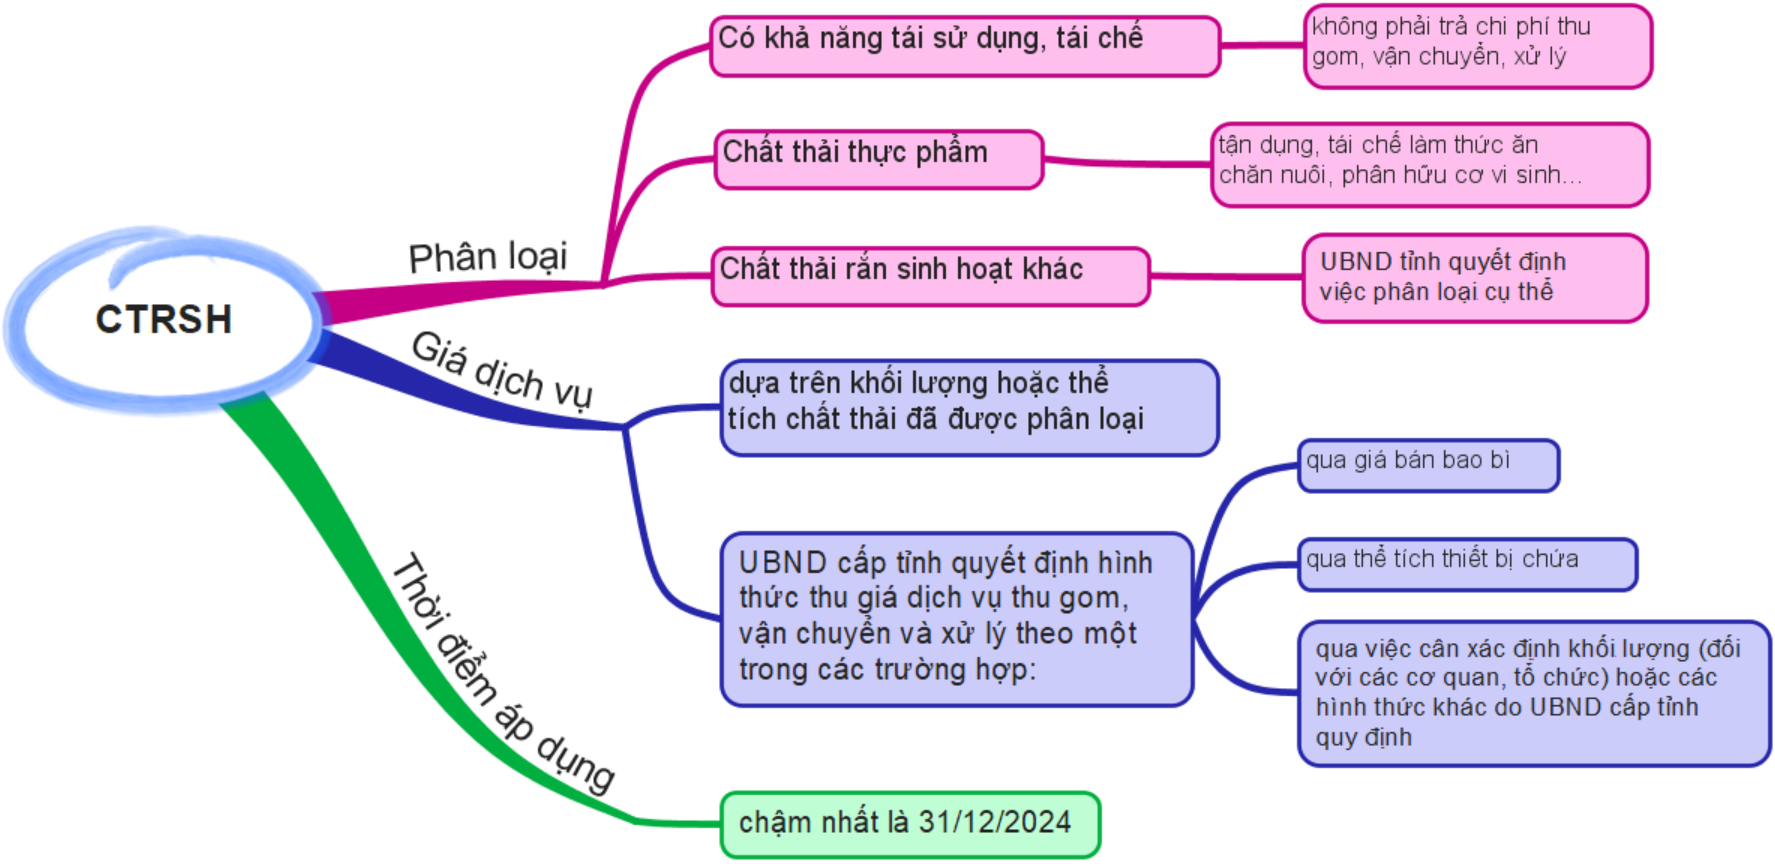 CTRSH
Phân loại
Có khả năng tái sử dụng, tái chế
không phải trả chi phí thu
gom, vận chuyển, xử lý
Chất thải thực phẩm
tận dụng, tái chế làm thức ăn
chăn nuôi, phân hữu cơ vi sinh...
Chất thải rắn sinh hoạt khác
UBND tỉnh quyết định
việc phân loại cụ thể
Giá dịch vụ
dựa trên khối lượng hoặc thể
tích chất thải đã được phân loại
UBND cấp tỉnh quyết định hình
thức thu giá dịch vụ thu gom,
vận chuyển và xử lý theo một
trong các trường hợp:
qua giá bán bao bì
qua thể tích thiết bị chứa
qua việc cân xác định khối lượng (đối
với các cơ quan, tổ chức) hoặc các
hình thức khác do UBND cấp tỉnh
quy định
Thời điểm áp dụng
chậm nhất là 31/12/2024